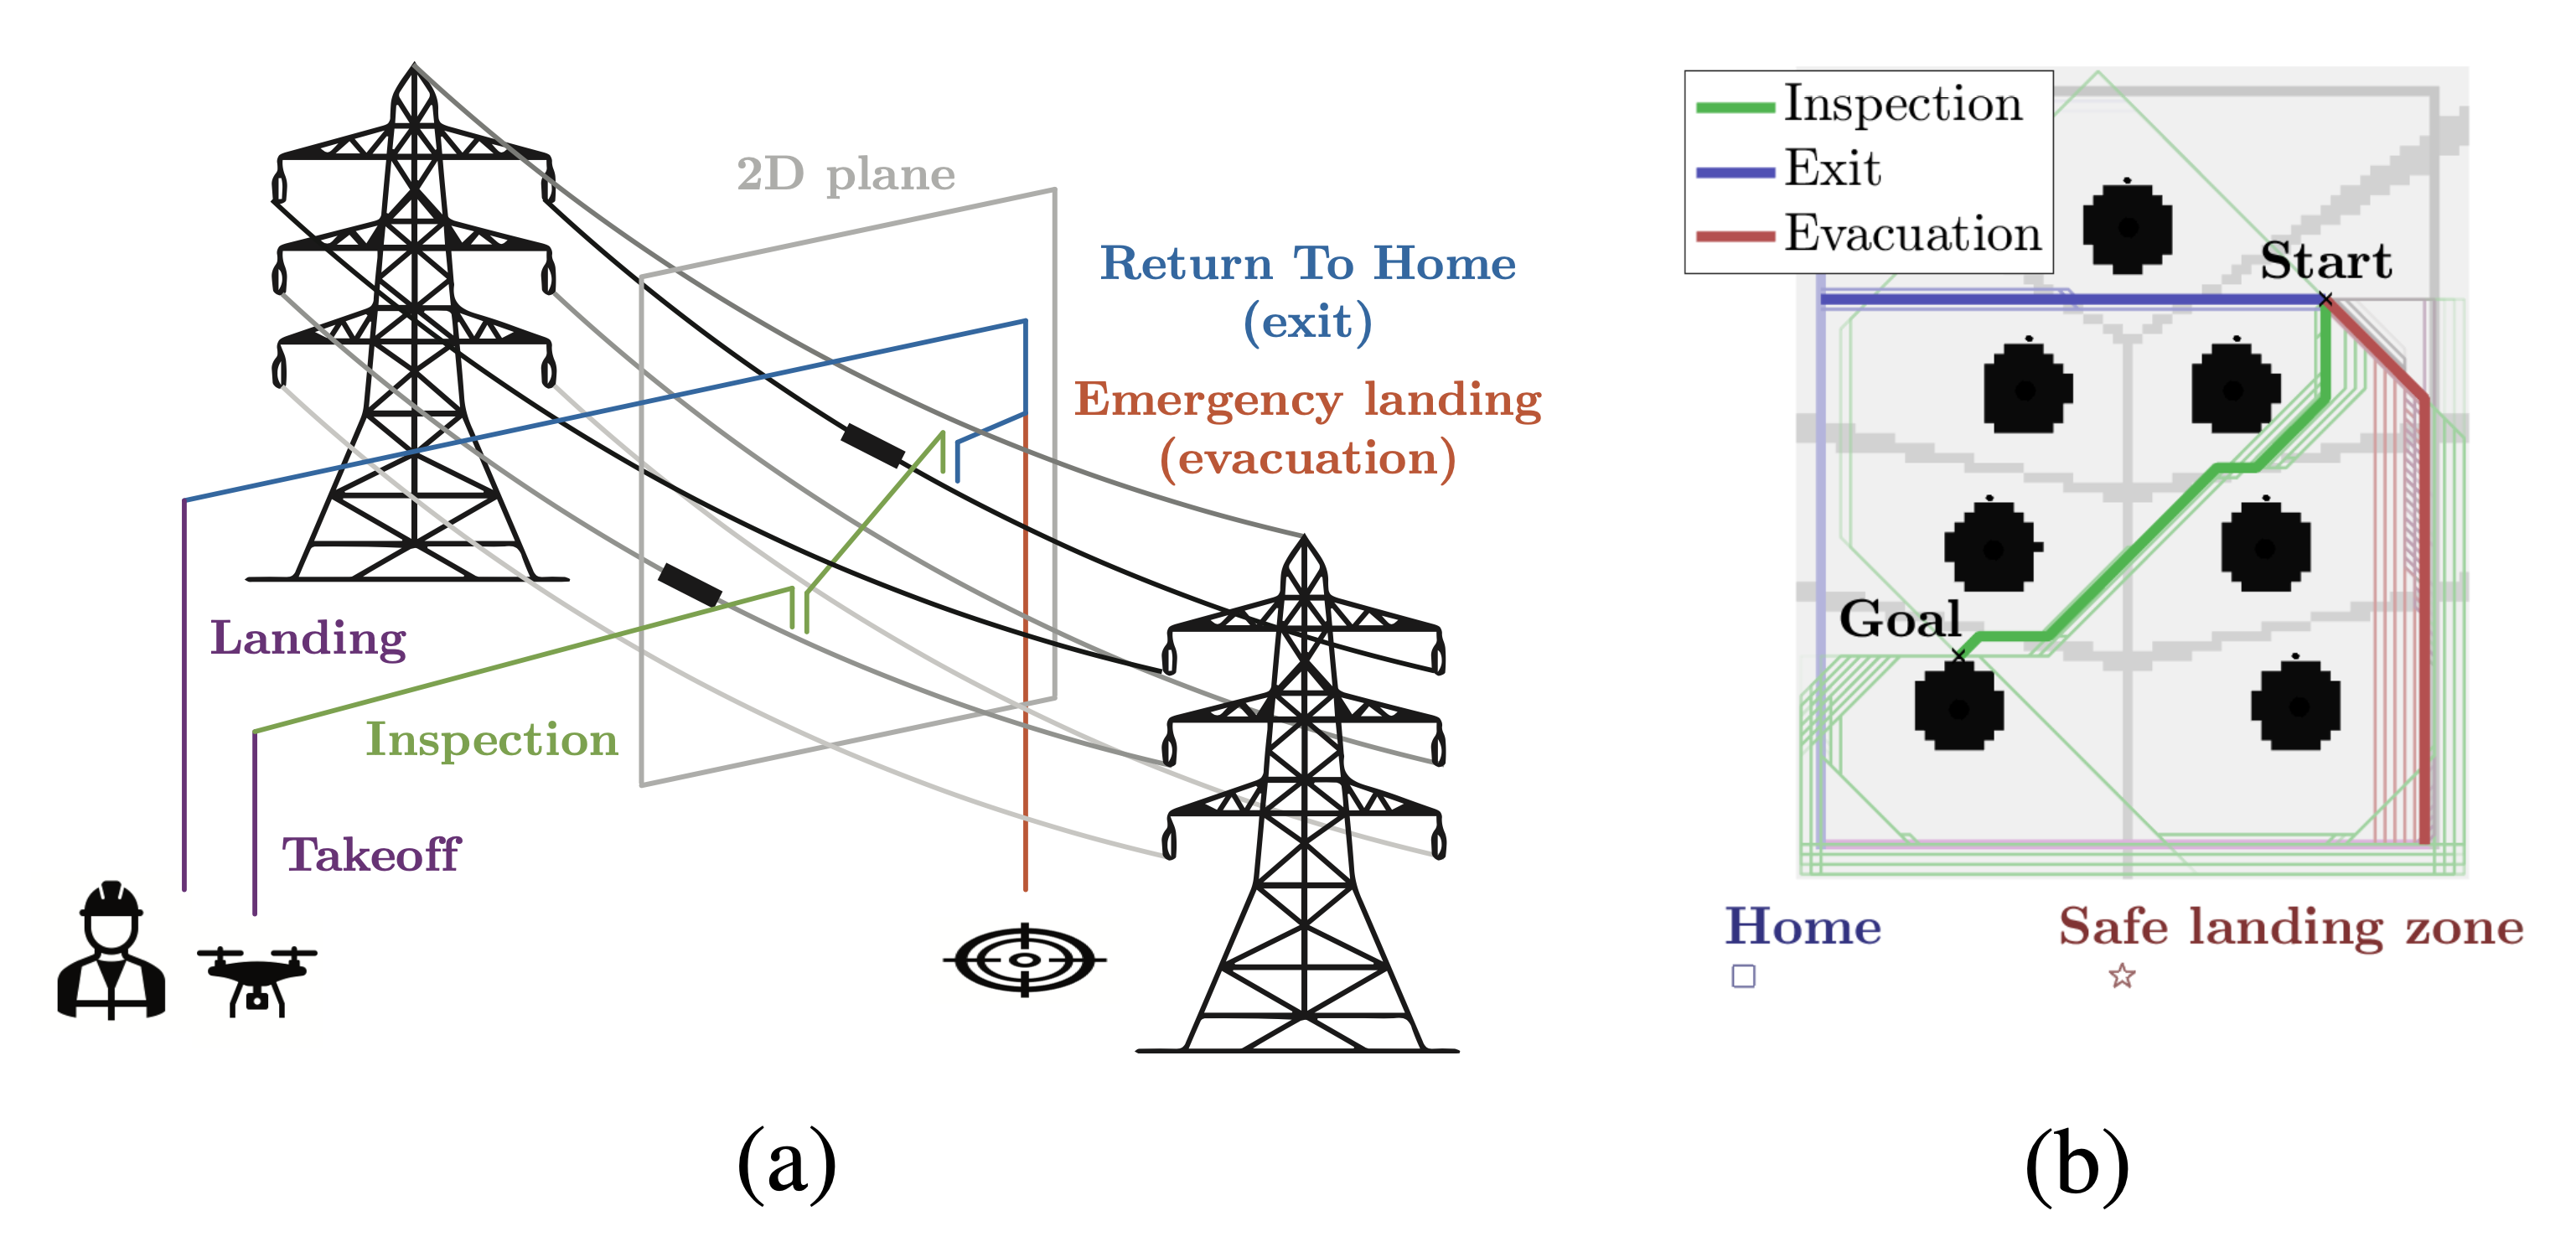 2D plane
Return To Home
(exit)
Emergency landing
(evacuation)
Landing
Inspection
Takeoff
(a)
Inspection
Exit
Evacuation
Start
Goal
Home
Safe landing zone
(b)